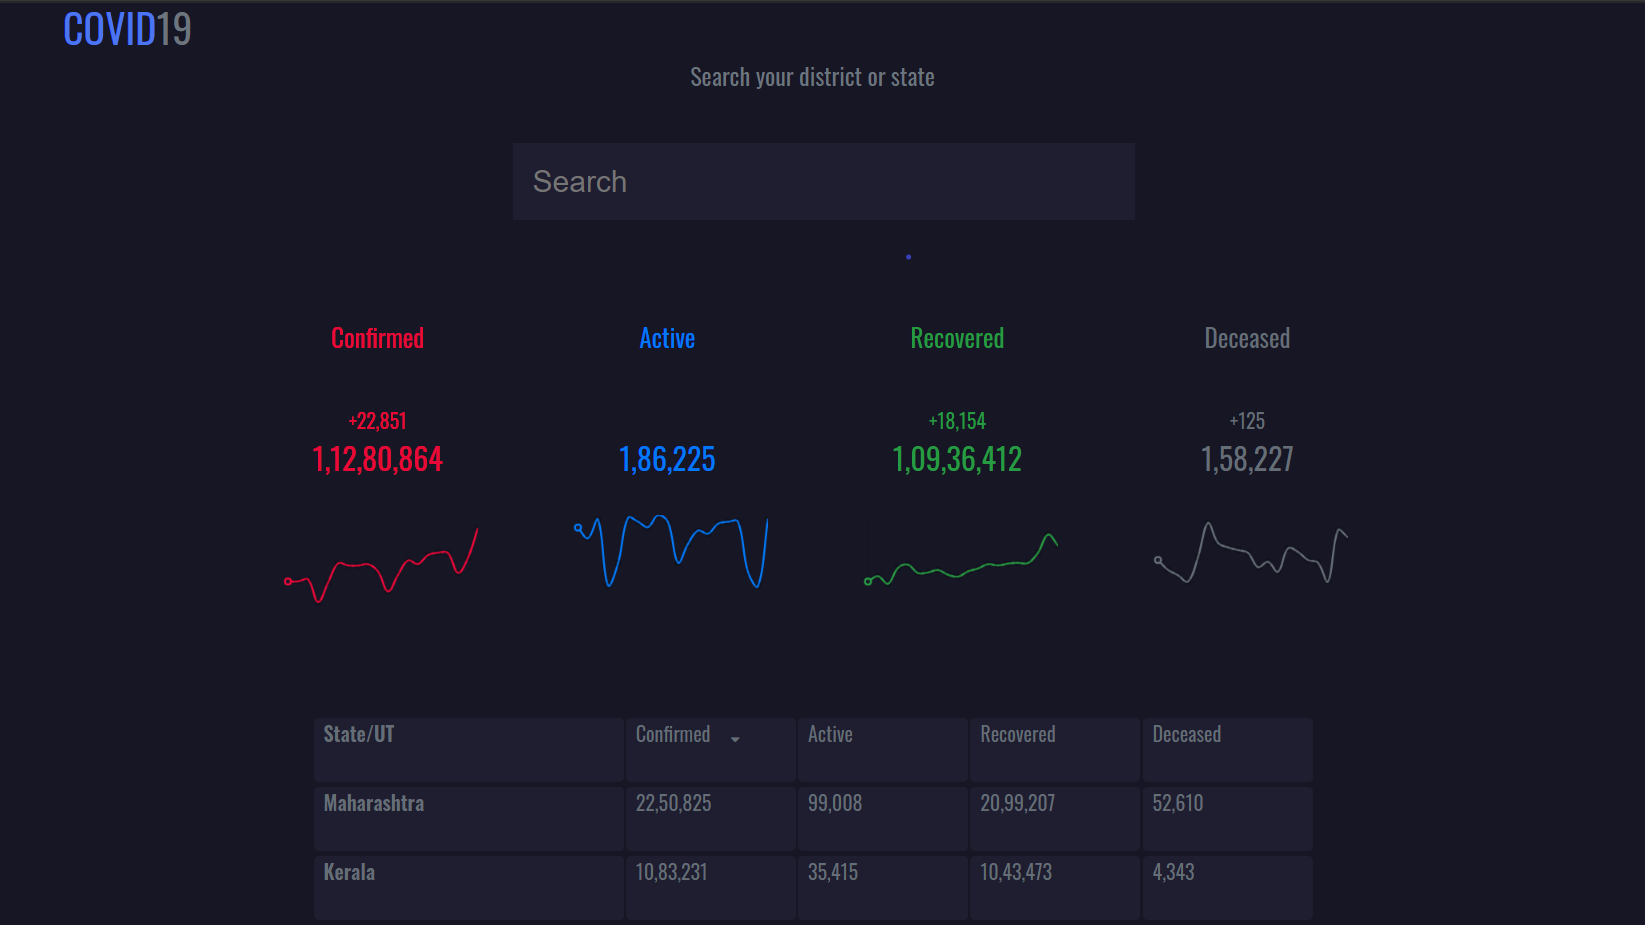 COVID19
Search your district or state
Search
Confirmed Active Recovered Deceased
+22,851 +18,154 +125
1,12,80,864 1,86,225 1,09,36,412 1,58,227
State/UT Confirmed Active Recovered Deceased
Maharashtra 22,50,825 99,008 20,99,207 52,610
Kerala 10,83,231 35,415 10,43,473 4,343